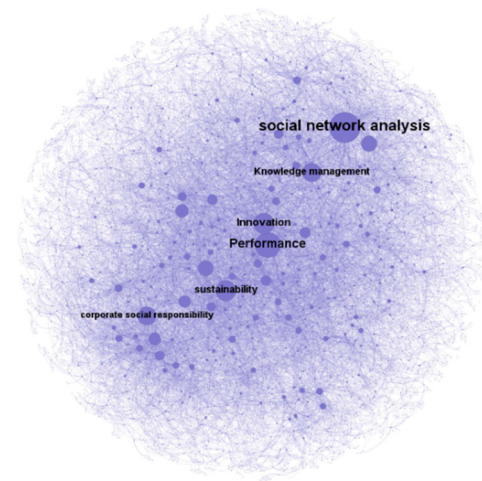 social network analysis
Knowledge management
Innovation
Performance
sustainability
corporate social responsibility